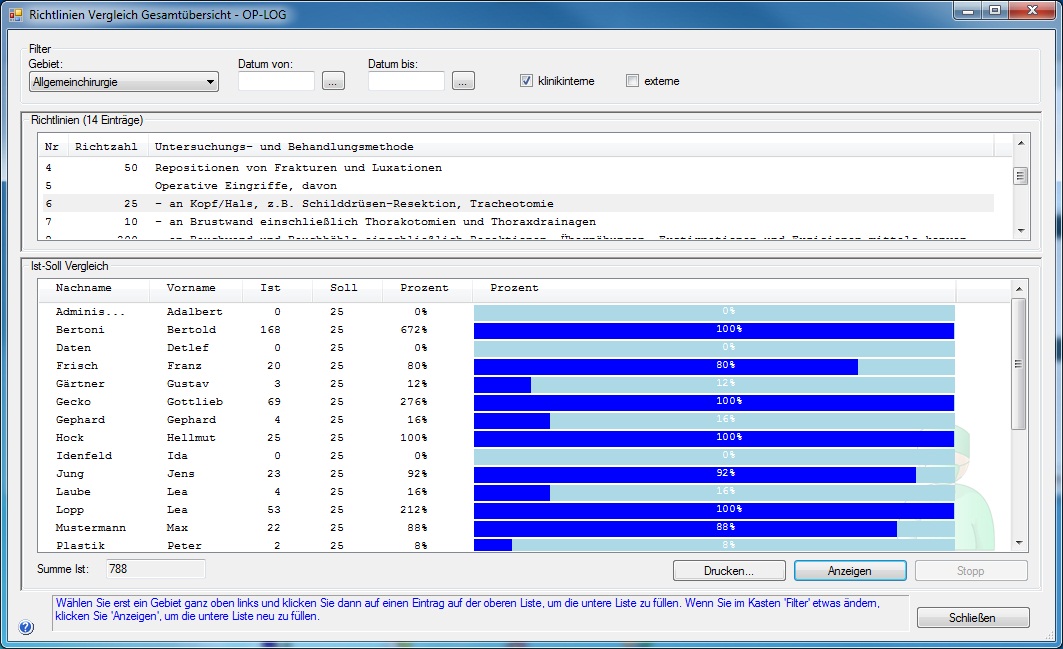 Richtlinien Vergleich Gesamtübersicht - OP-LOG
Filter
Gebiet: Datum von: Datum bis:
Allgemeinchirurgie ... ... klinikinterne externe
Richtlinien (14 Einträge)
Nr Richtzahl Untersuchungs- und Behandlungsmethode
4 50 Repositionen von Frakturen und Luxationen
5 Operative Eingriffe, davon
6 25 - an Kopf/Hals, z.B. Schilddrüsen-Resektion, Tracheotomie
7 10 - an Brustwand einschließlich Thorakotomien und Thoraxdrainagen
Ist-Soll Vergleich
Nachname Vorname Ist Soll Prozent Prozent
Adminis... Adalbert 0 25 0% 0%
Bertoni Bertold 168 25 672% 100%
Daten Detlef 0 25 0% 0%
Frisch Franz 20 25 80% 80%
Gärtner Gustav 3 25 12% 12%
Gecko Gottlieb 69 25 276% 100%
Gephard Gephard 4 25 16% 16%
Hock Hellmut 25 25 100% 100%
Idenfeld Ida 0 25 0% 0%
Jung Jens 23 25 92% 92%
Laube Lea 4 25 16% 16%
Lopp Lea 53 25 212% 100%
Mustermann Max 22 25 88% 88%
Plastik Peter 2 25 8% 8%
Summe Ist: 788 Drucken... Anzeigen Stopp
Wählen Sie erst ein Gebiet ganz oben links und klicken Sie dann auf einen Eintrag auf der oberen Liste, um die untere Liste zu füllen. Wenn Sie im Kasten 'Filter' etwas ändern,
klicken Sie 'Anzeigen', um die untere Liste neu zu füllen.
Schließen